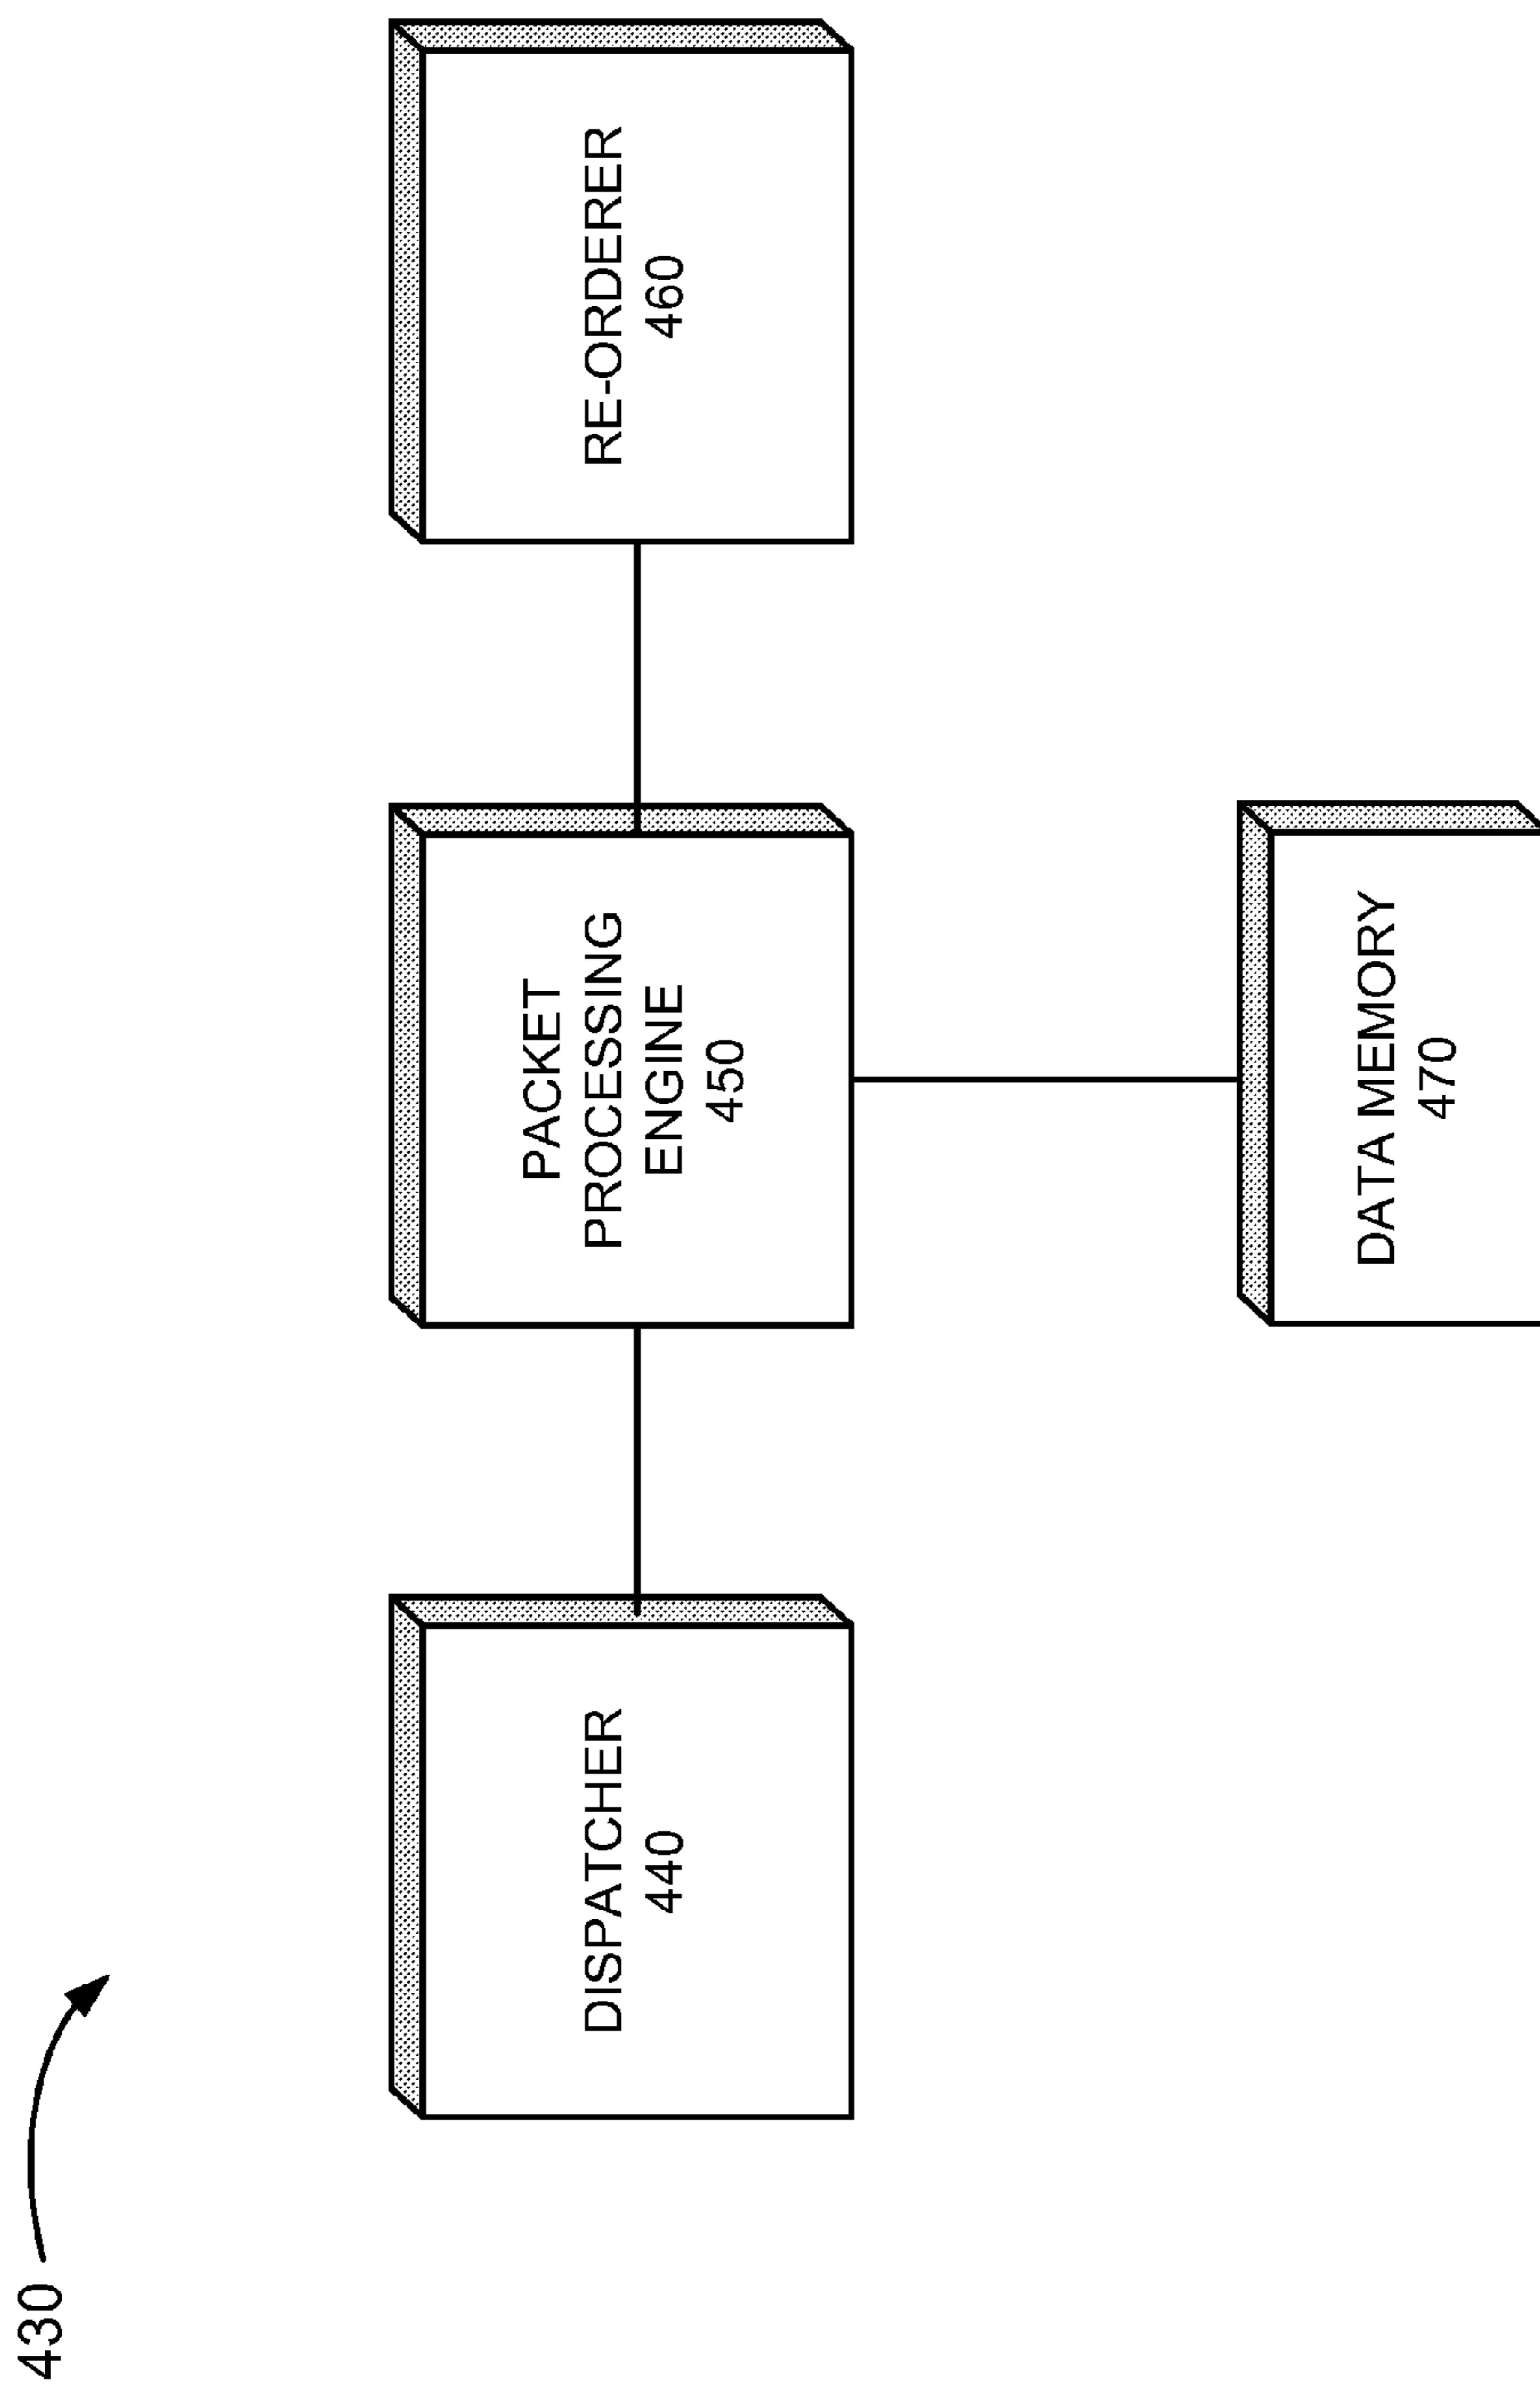 430
DISPATCHER
440
PACKET
PROCESSING
ENGINE
450
RE-ORDERER
460
DATA MEMORY
470